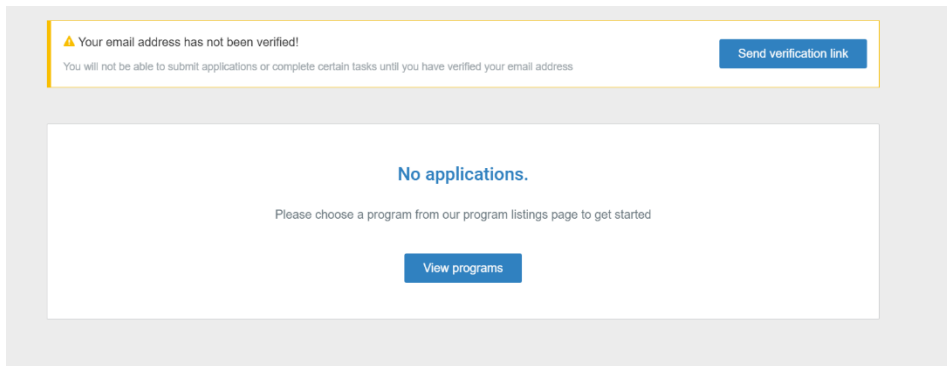 Your email address has not been verified!
You will not be able to submit applications or complete certain tasks until you have verified your email address
Send verification link
No applications.
Please choose a program from our program listings page to get started
View programs